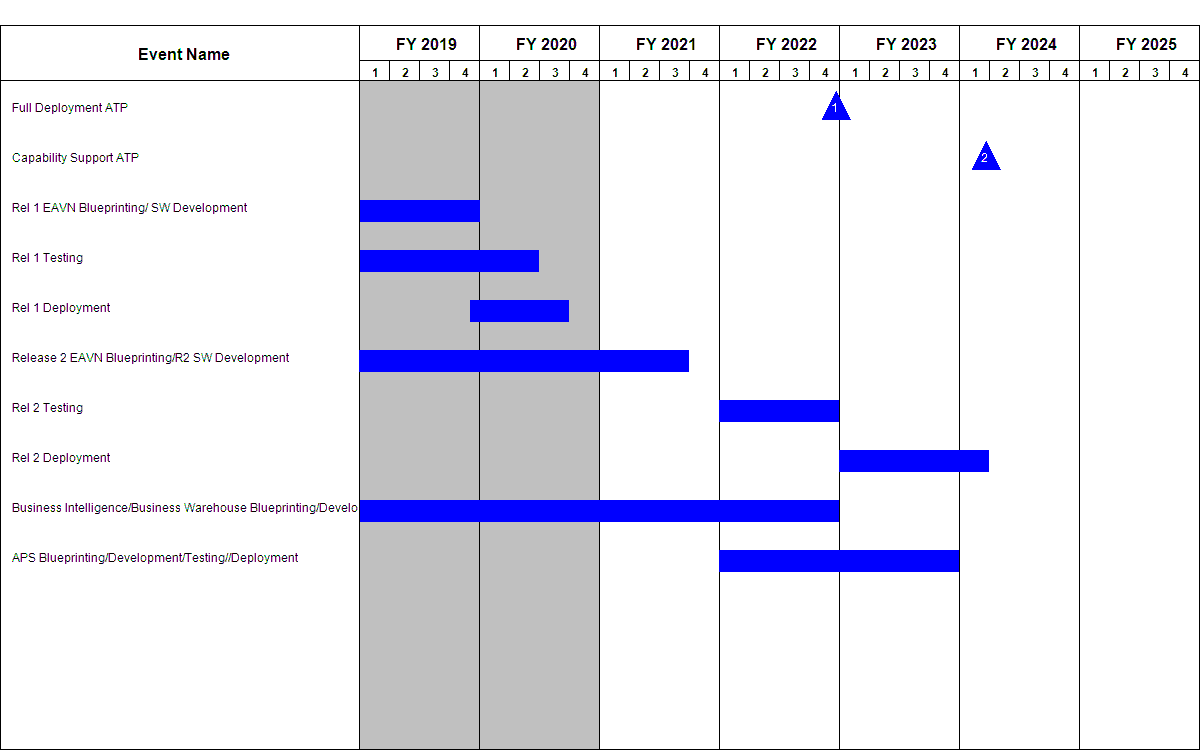 Event Name FY 2019 FY 2020 FY 2021 FY 2022 FY 2023 FY 2024 FY 2025
1 2 3 4 1 2 3 4 1 2 3 4 1 2 3 4 1 2 3 4 1 2 3 4 1 2 3 4
Full Deployment ATP 1
Capability Support ATP 2
Rel 1 EAVN Blueprinting/ SW Development
Rel 1 Testing
Rel 1 Deployment
Release 2 EAVN Blueprinting/R2 SW Development
Rel 2 Testing
Rel 2 Deployment
Business Intelligence/Business Warehouse Blueprinting/Develo
APS Blueprinting/Development/Testing//Deployment